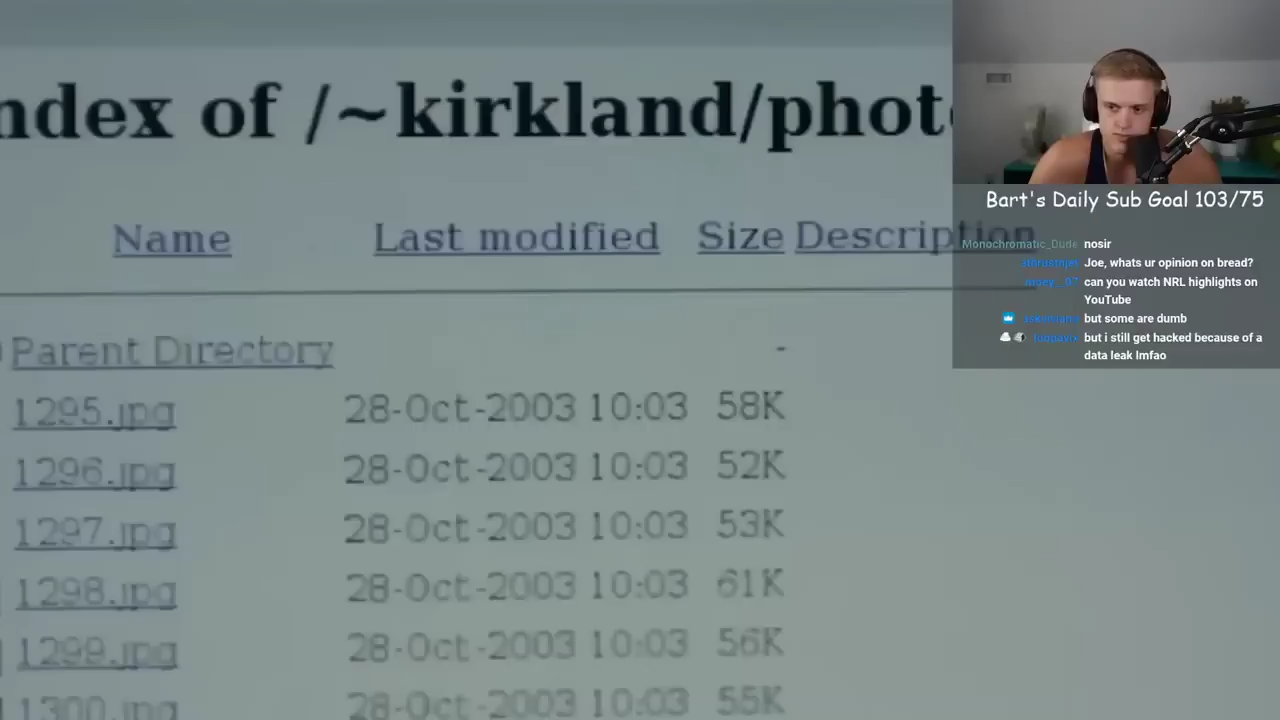 ndex of /~kirkland/phot
Name Last modified Size Description
Parent Directory -
1295.jpg 28-Oct-2003 10:03 58K
1296.jpg 28-Oct-2003 10:03 52K
1297.jpg 28-Oct-2003 10:03 53K
1298.jpg 28-Oct-2003 10:03 61K
1299.jpg 28-Oct-2003 10:03 56K
1300.jpg 28-Oct-2003 10:03 55K
Bart's Daily Sub Goal 103/75
Monochromatic_Dude nosir
Joe, whats ur opinion on bread?
can you watch NRL highlights on
YouTube
but some are dumb
but i still get hacked because of a
data leak lmfao